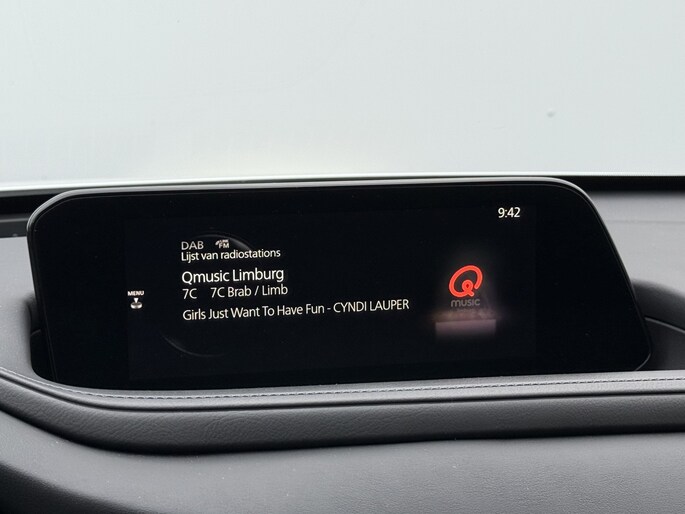 9:42
DAB FM
Lijst van radiostations
Qmusic Limburg
7C 7C Brab / Limb
Girls Just Want To Have Fun - CYNDI LAUPER
MENU
Q
MUSIC